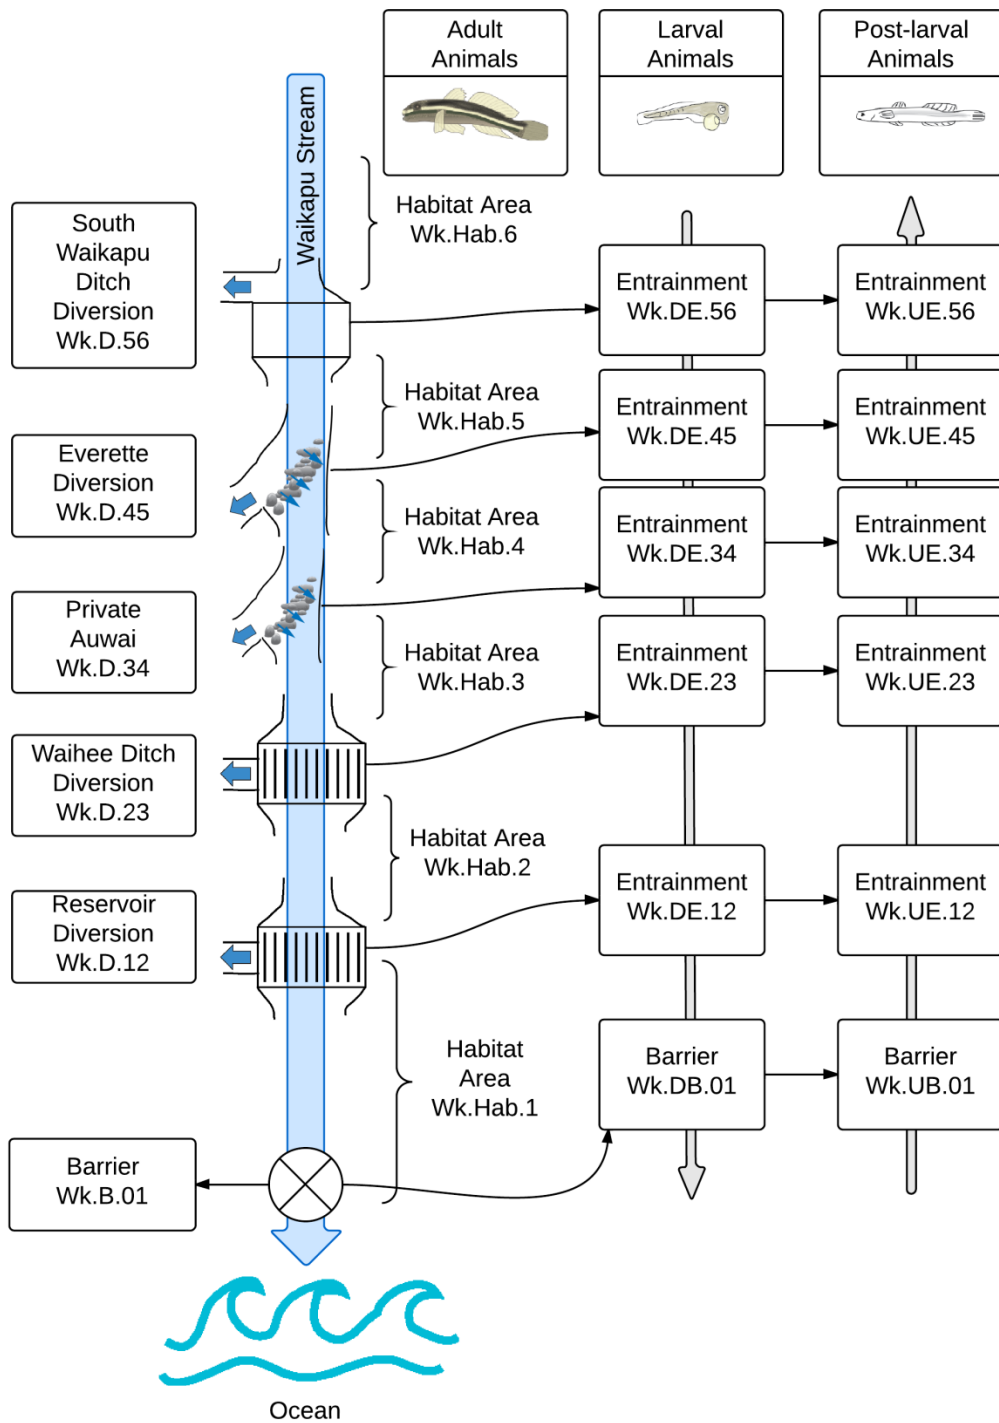 Adult
Animals
Larval
Animals
Post-larval
Animals
Waikapu Stream
Habitat Area
Wk.Hab.6
South
Waikapu
Ditch
Diversion
Wk.D.56
Entrainment
Wk.DE.56
Entrainment
Wk.UE.56
Habitat Area
Wk.Hab.5
Entrainment
Wk.DE.45
Entrainment
Wk.UE.45
Everette
Diversion
Wk.D.45
Habitat Area
Wk.Hab.4
Entrainment
Wk.DE.34
Entrainment
Wk.UE.34
Private
Auwai
Wk.D.34
Habitat Area
Wk.Hab.3
Entrainment
Wk.DE.23
Entrainment
Wk.UE.23
Waihee Ditch
Diversion
Wk.D.23
Habitat Area
Wk.Hab.2
Entrainment
Wk.DE.12
Entrainment
Wk.UE.12
Reservoir
Diversion
Wk.D.12
Habitat
Area
Wk.Hab.1
Barrier
Wk.DB.01
Barrier
Wk.UB.01
Barrier
Wk.B.01
Ocean